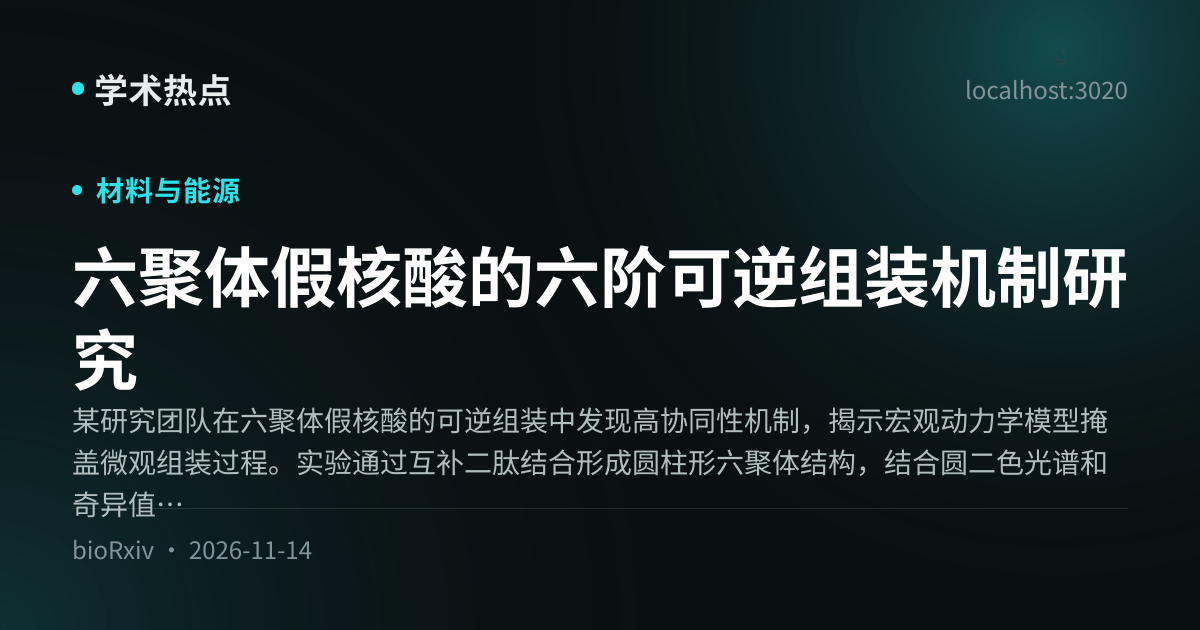 学术热点
localhost:3020
材料与能源
六聚体假核酸的六阶可逆组装机制研
究
某研究团队在六聚体假核酸的可逆组装中发现高协同性机制，揭示宏观动力学模型掩
盖微观组装过程。实验通过互补二肽结合形成圆柱形六聚体结构，结合圆二色光谱和
奇异值…
bioRxiv • 2026-11-14